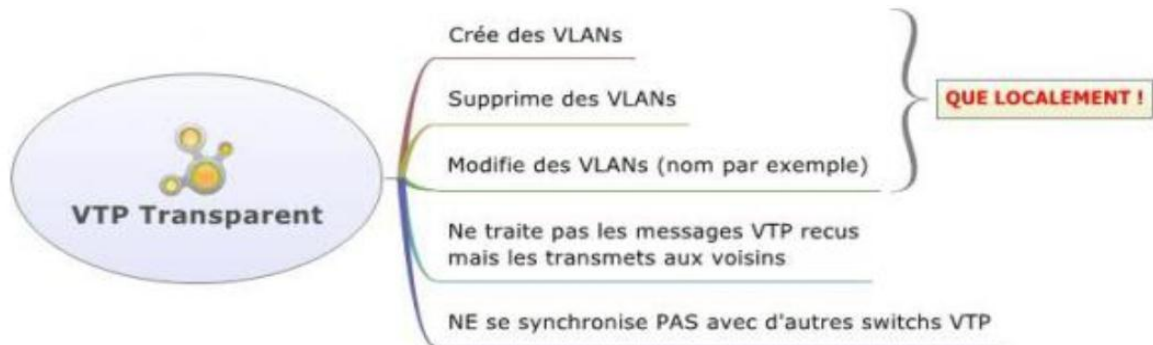 Crée des VLANs
Supprime des VLANs
QUE LOCALEMENT !
Modifie des VLANs (nom par exemple)
VTP Transparent
Ne traite pas les messages VTP recus
mais les transmets aux voisins
NE se synchronise PAS avec d'autres switchs VTP